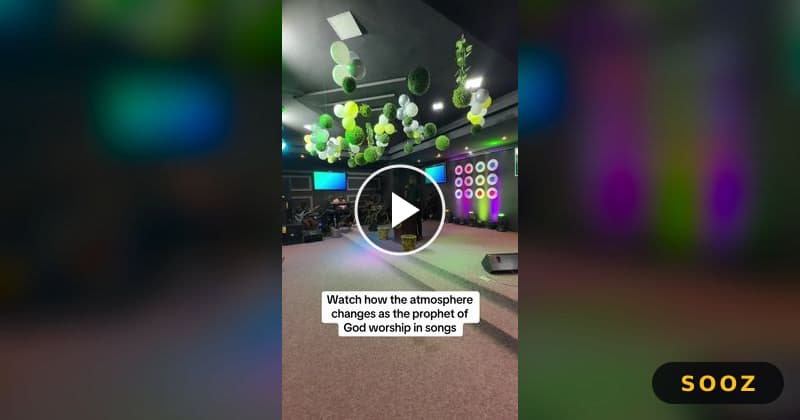 Watch how the atmosphere
changes as the prophet of
God worship in songs
SOOZ